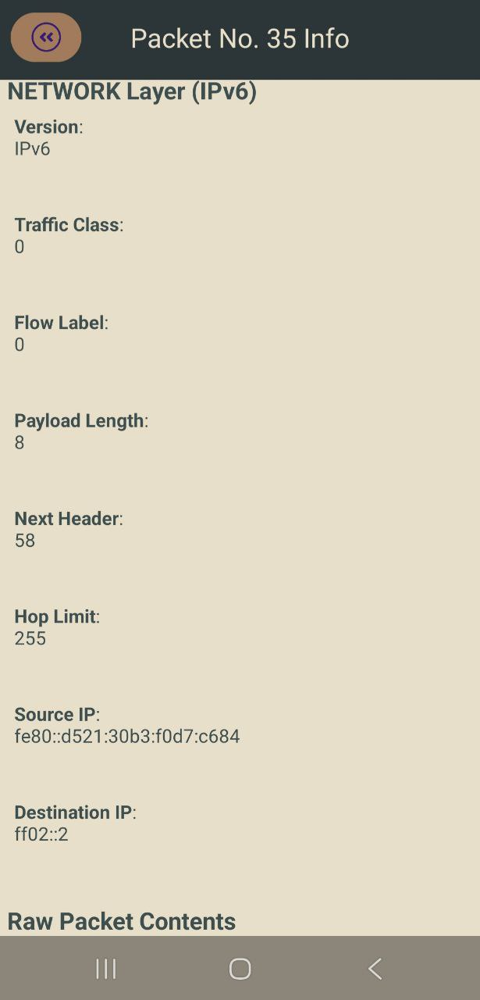 Packet No. 35 Info
NETWORK Layer (IPv6)
Version:
IPv6
Traffic Class:
0
Flow Label:
0
Payload Length:
8
Next Header:
58
Hop Limit:
255
Source IP:
fe80::d521:30b3:f0d7:c684
Destination IP:
ff02::2
Raw Packet Contents